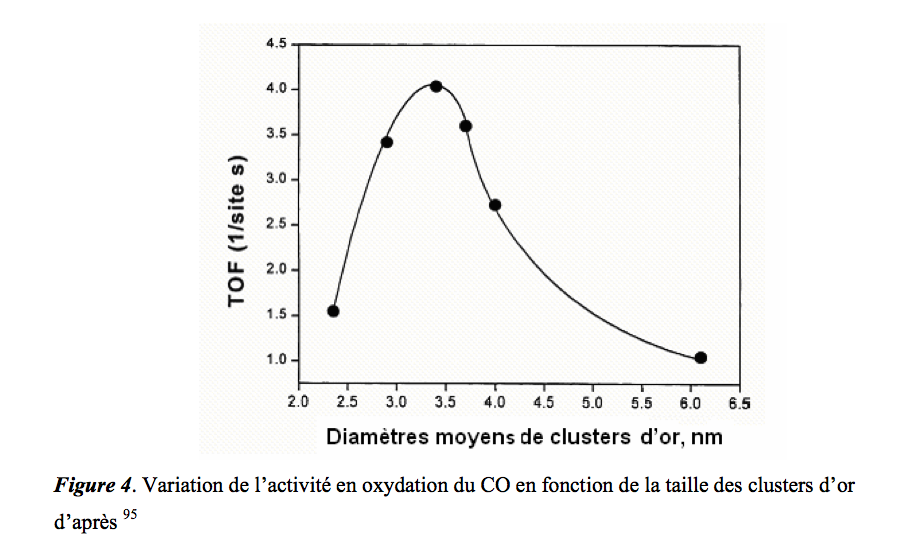 4.5
4.0
3.5
3.0
2.5
2.0
1.5
1.0
TOF (1/site s)
2.0 2.5 3.0 3.5 4.0 4.5 5.0 5.5 6.0 6.5
Diamètres moyens de clusters d'or, nm
Figure 4. Variation de l'activité en oxydation du CO en fonction de la taille des clusters d'or
d'après 95